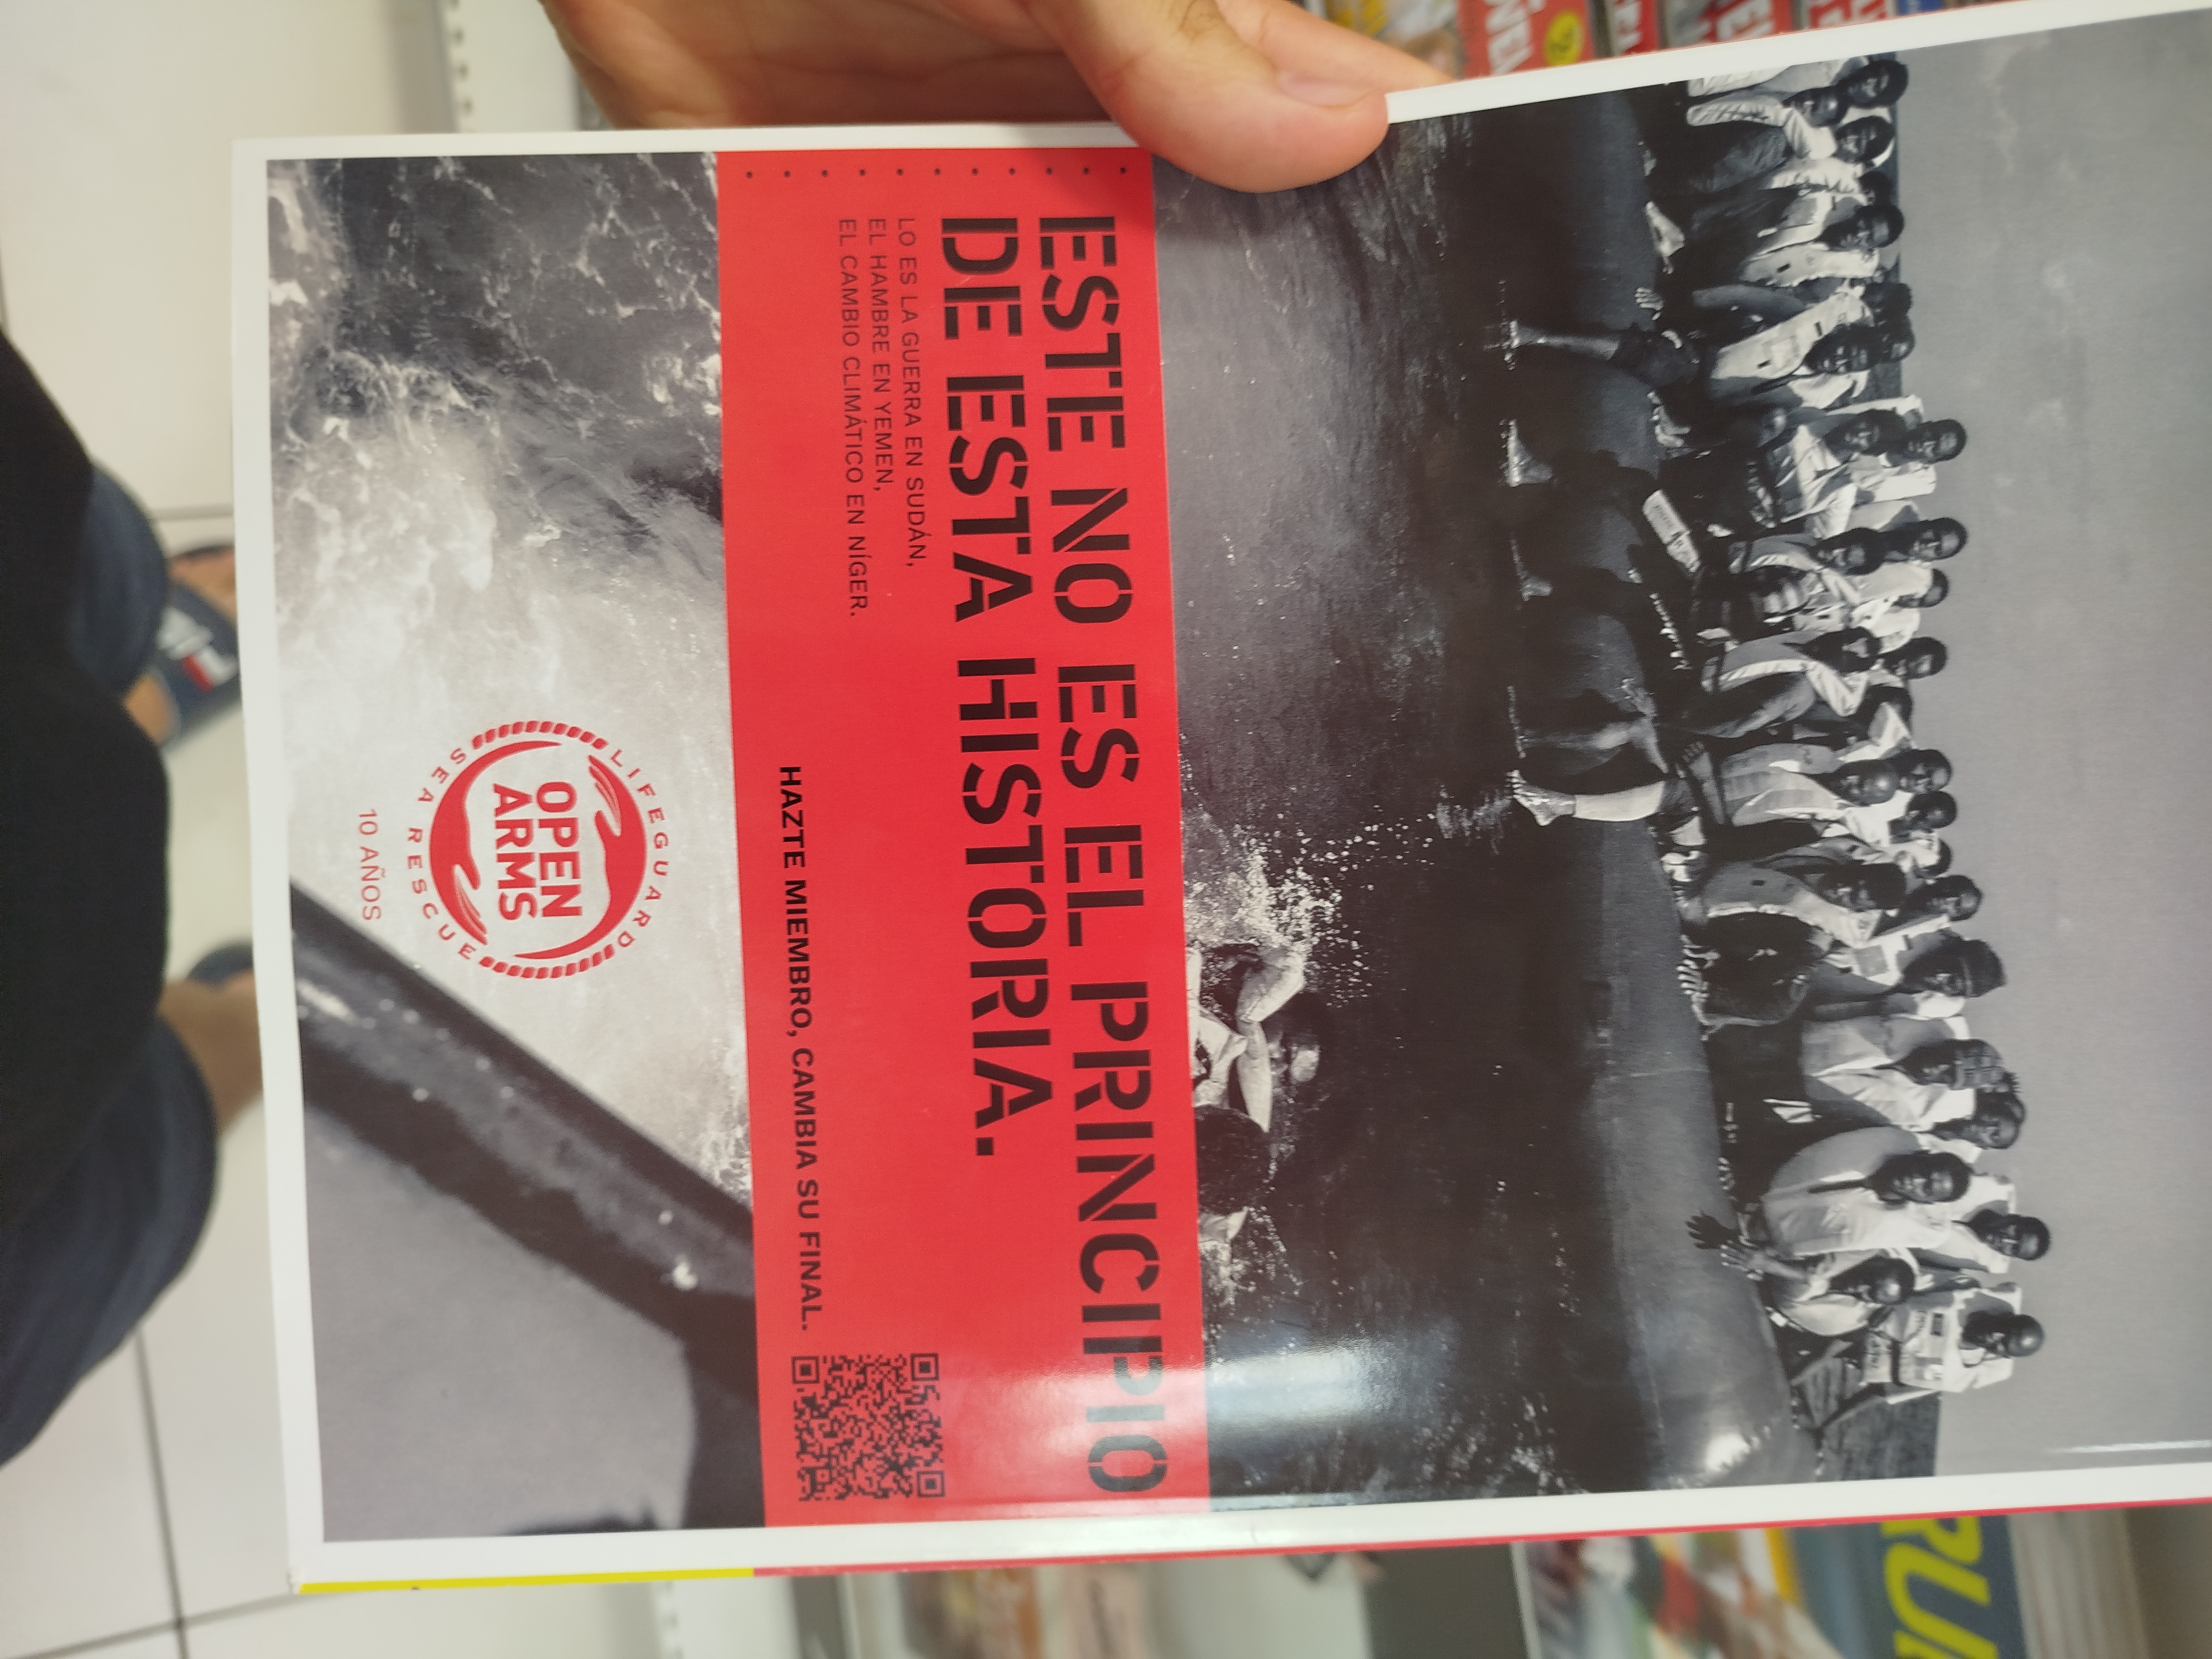 ESTE NO ES EL PRINCIPIO
DE ESTA HISTORIA.
LO ES LA GUERRA EN SUDÁN,
EL HAMBRE EN YEMEN,
EL CAMBIO CLIMÁTICO EN NÍGER.
HAZTE MIEMBRO, CAMBIA SU FINAL.
LIFEGUARD
OPEN
ARMS
SEA RESCUE
10 AÑOS